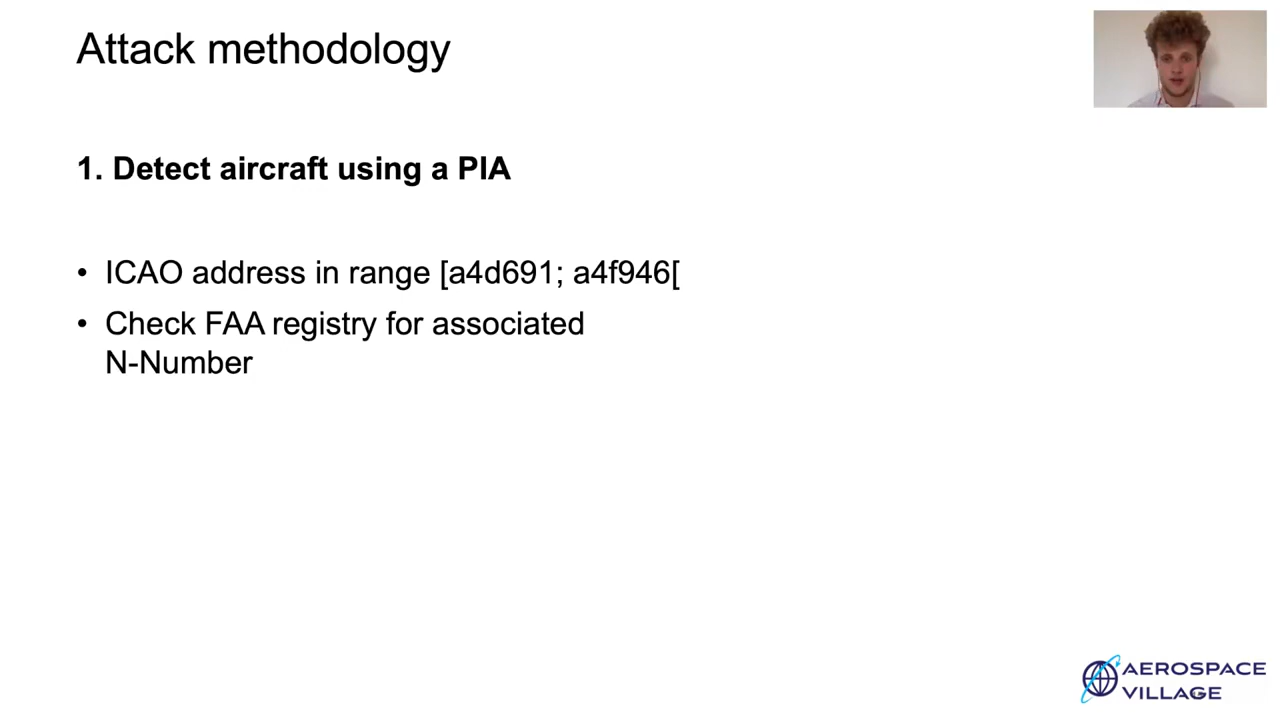 Attack methodology
1. Detect aircraft using a PIA
• ICAO address in range [a4d691; a4f946[
• Check FAA registry for associated
N-Number
AEROSPACE
VILLAGE